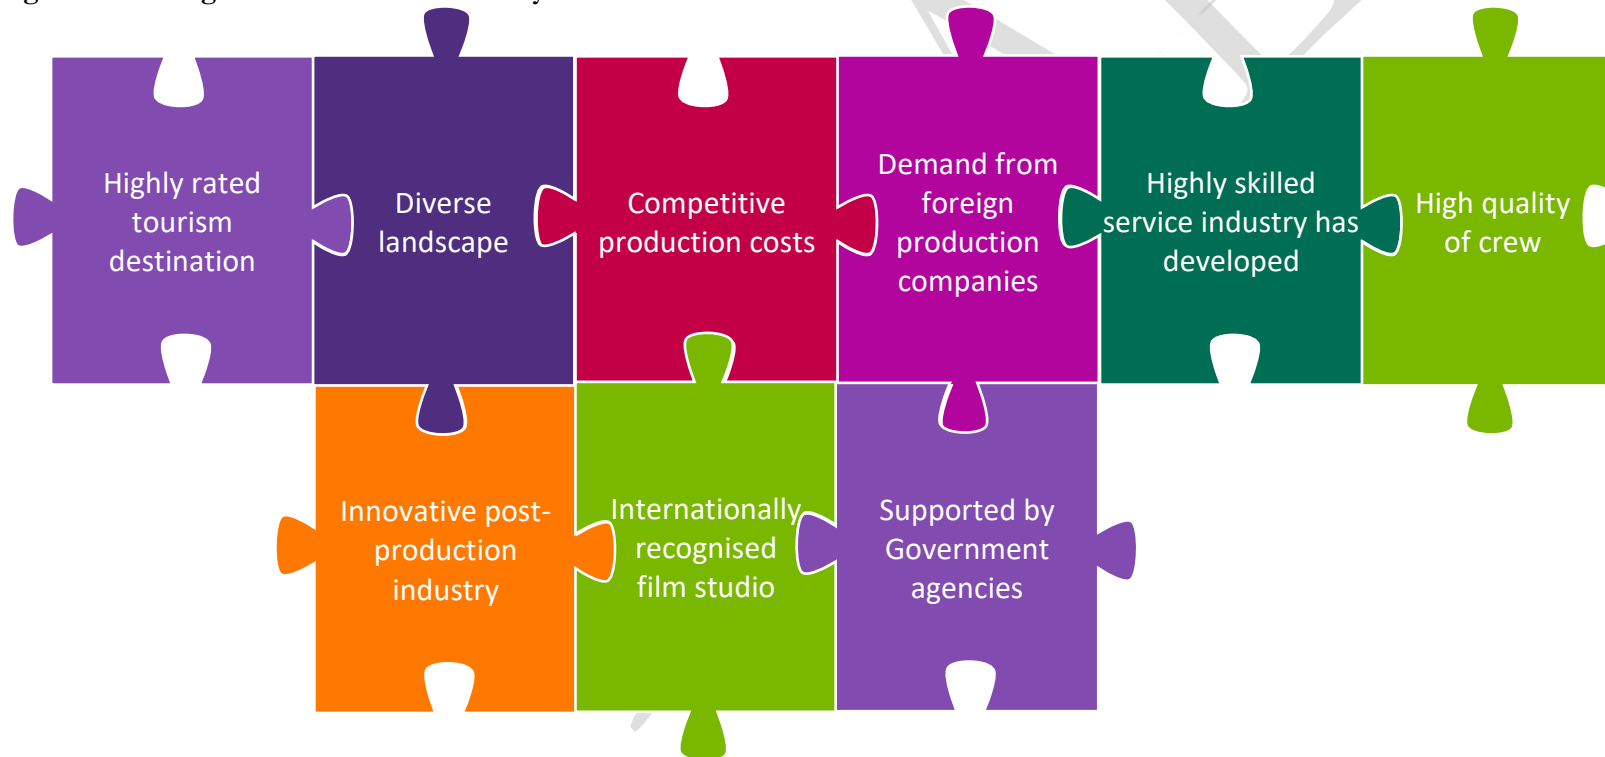 Highly rated
tourism
destination
Diverse
landscape
Competitive
production costs
Demand from
foreign
production
companies
Highly skilled
service industry has
developed
High quality
of crew
Innovative post-
production
industry
Internationally
recognised
film studio
Supported by
Government
agencies